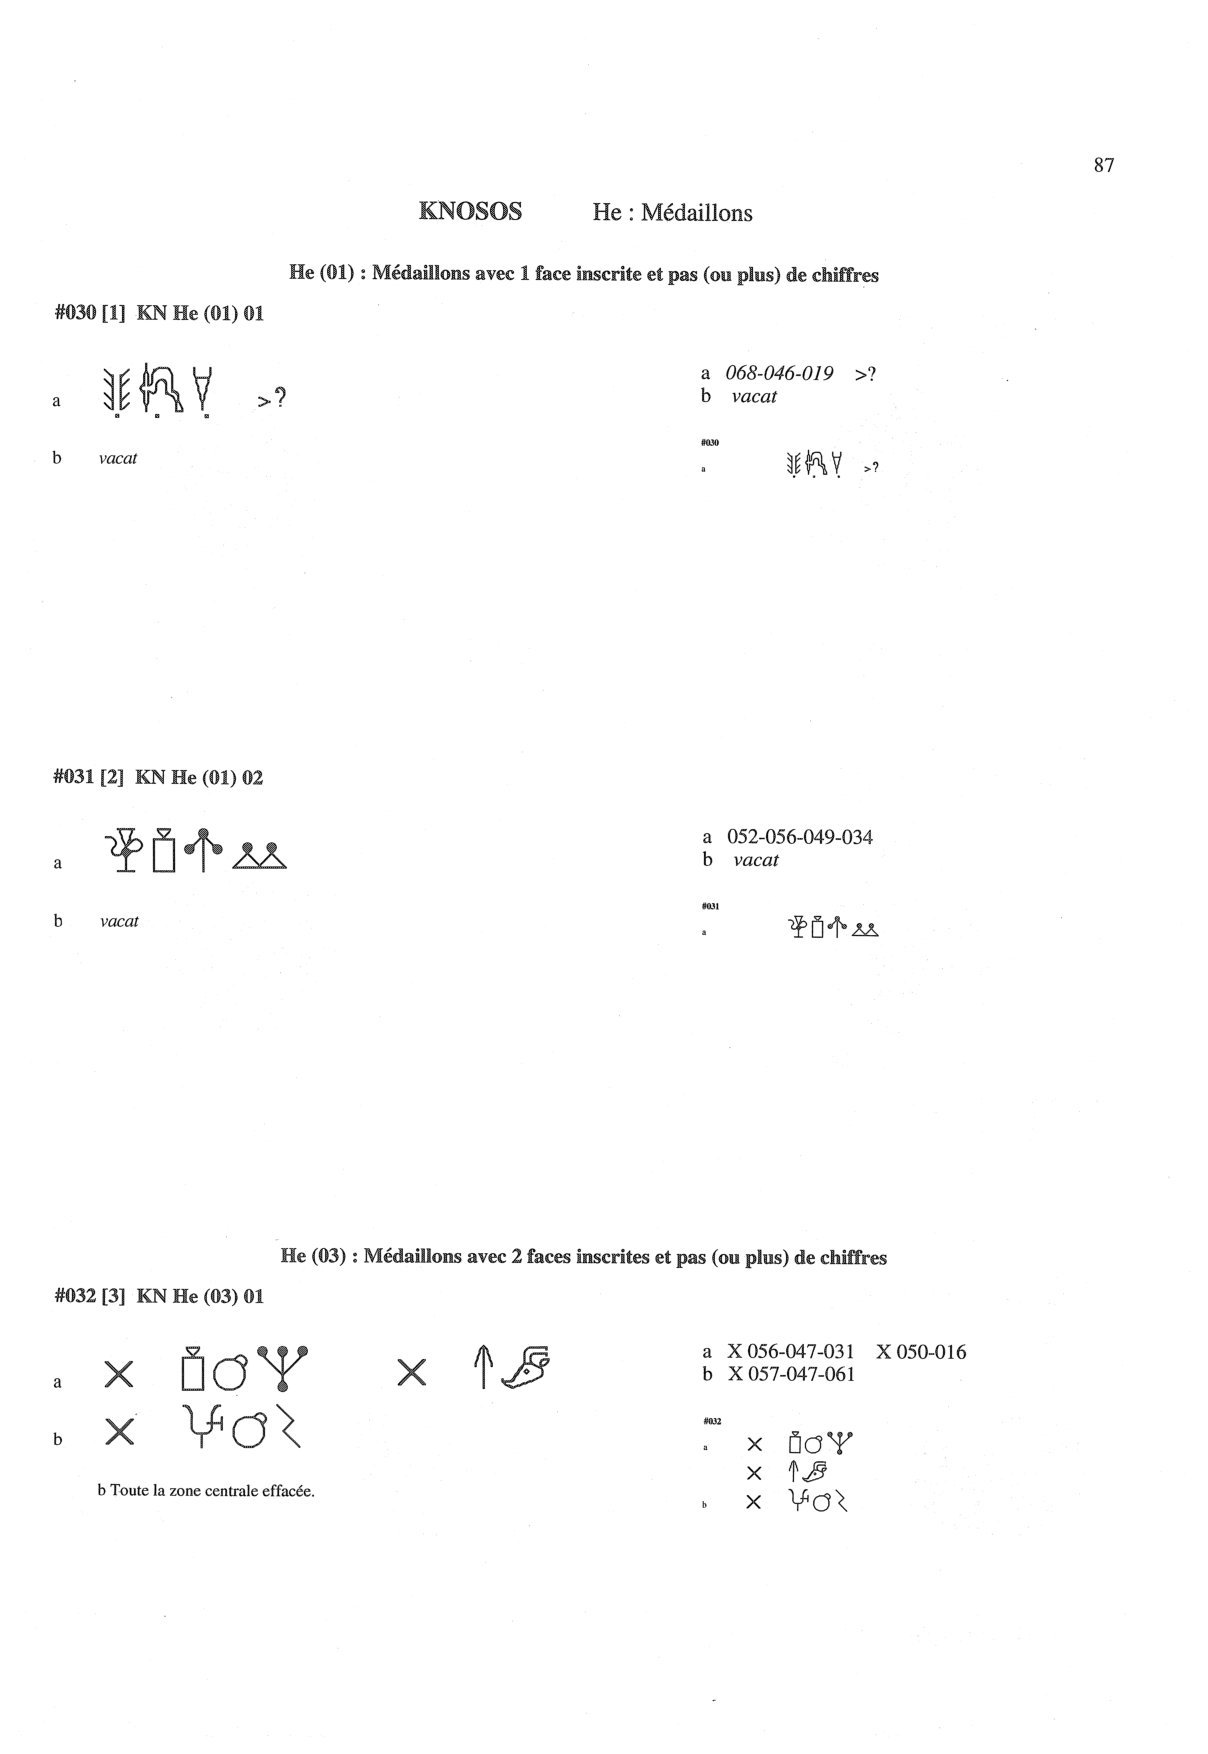 87
KNOSOS He : Médaillons
He (01) : Médaillons avec 1 face inscrite et pas (ou plus) de chiffres
#030 [1] KN He (01) 01
a >?
b vacat
a 068-046-019 >?
b vacat
#030
a >?
#031 [2] KN He (01) 02
a
b vacat
a 052-056-049-034
b vacat
#031
a
He (03) : Médaillons avec 2 faces inscrites et pas (ou plus) de chiffres
#032 [3] KN He (03) 01
a X X
b X
b Toute la zone centrale effacée.
a X 056-047-031 X 050-016
b X 057-047-061
#032
a X
X
b X